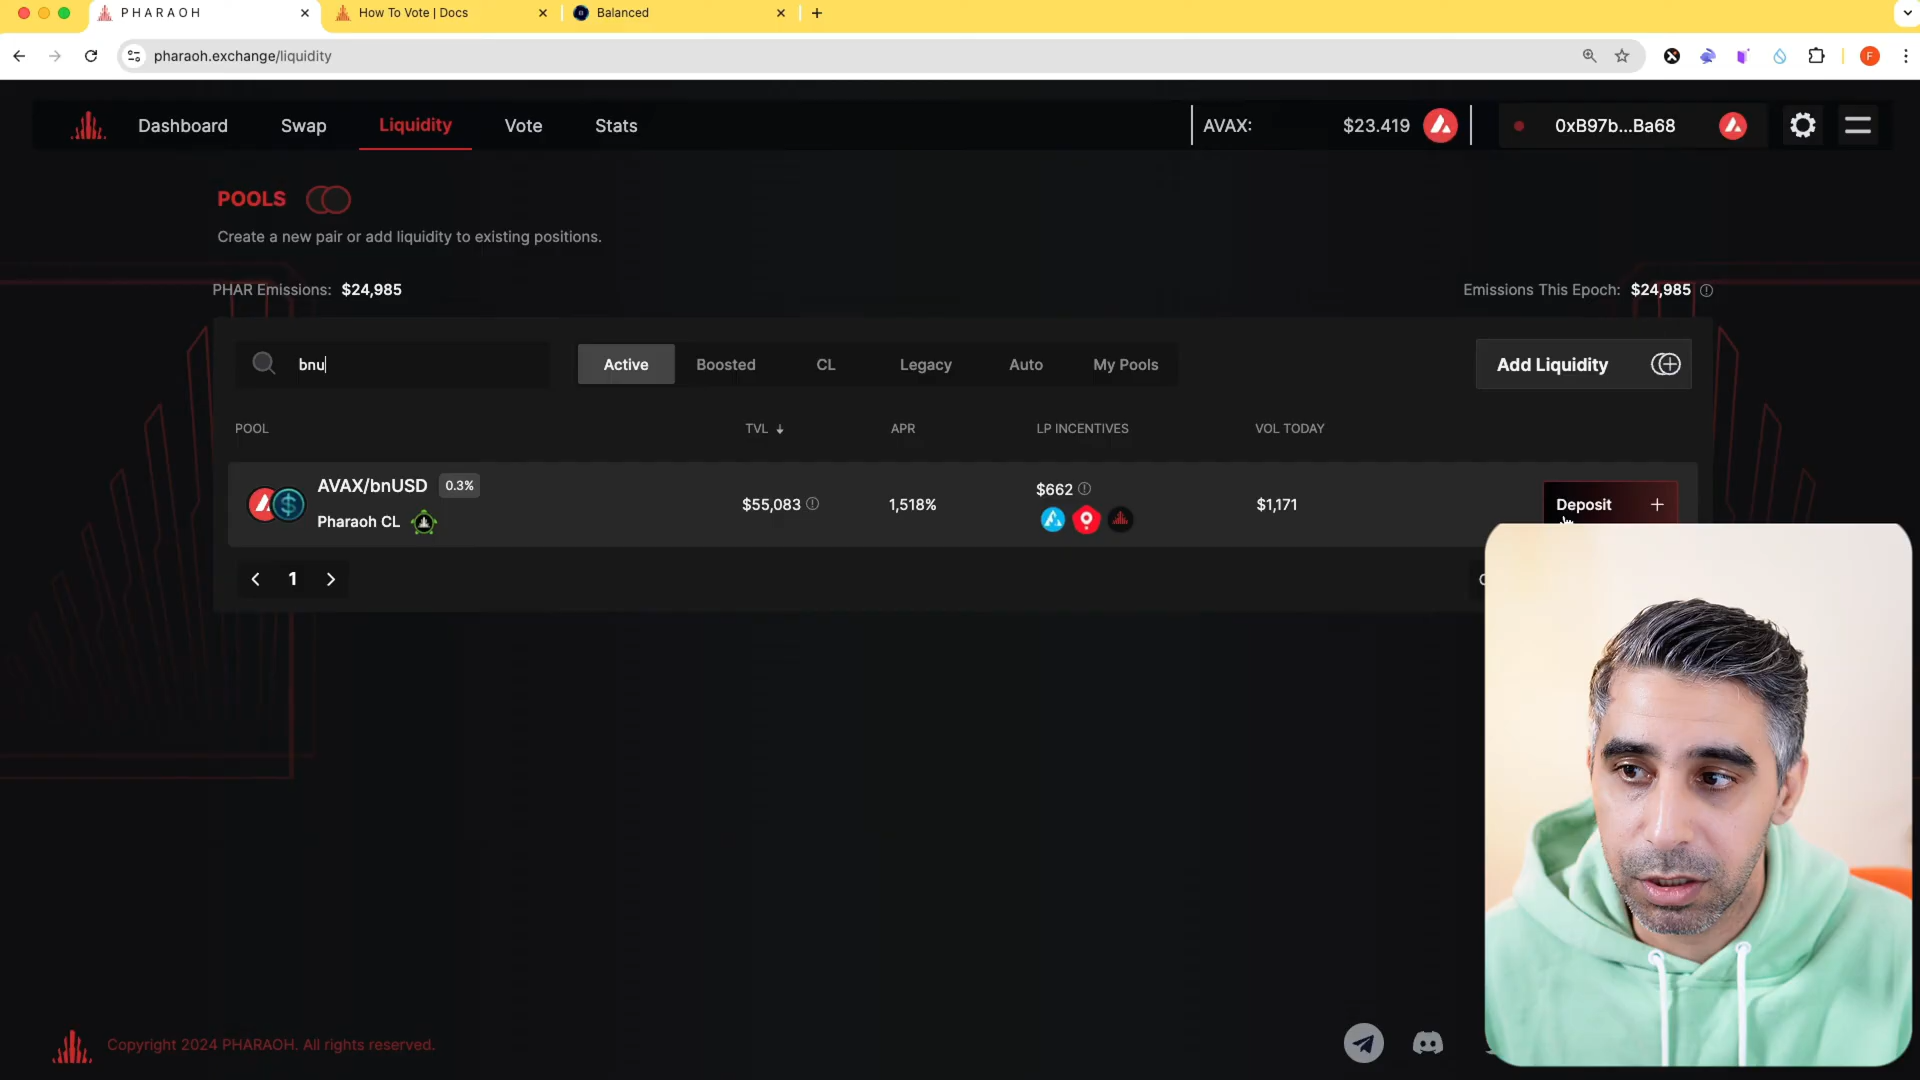 P H A R A O H
How To Vote | Docs
Balanced
pharaoh.exchange/liquidity
F
Dashboard
Swap
Liquidity
Vote
Stats
AVAX:
$23.419
0xB97b...Ba68
POOLS
Create a new pair or add liquidity to existing positions.
PHAR Emissions: $24,985
Emissions This Epoch: $24,985
bnu
Active
Boosted
CL
Legacy
Auto
My Pools
Add Liquidity
POOL
TVL
APR
LP INCENTIVES
VOL TODAY
AVAX/bnUSD 0.3%
Pharaoh CL
$55,083
1,518%
$662
$1,171
Deposit +
1
Copyright 2024 PHARAOH. All rights reserved.